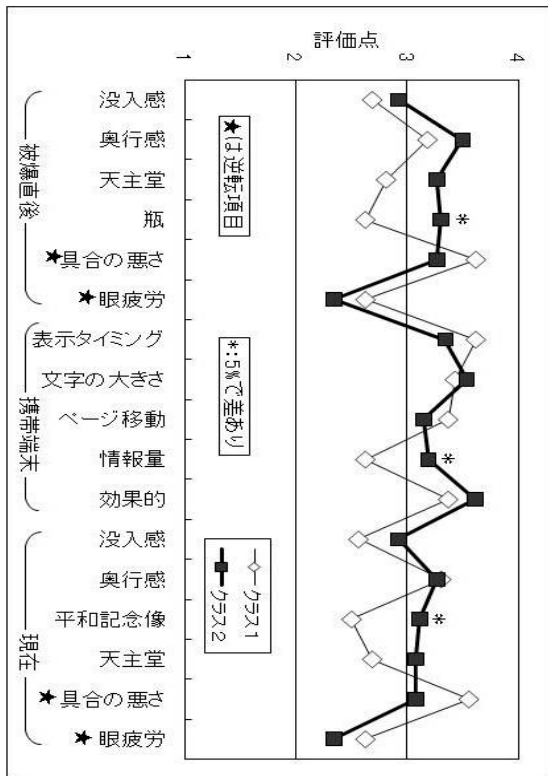 評価点
1
2
3
4
没入感
奥行感
天主堂
瓶
★具合の悪さ
★眼疲労
表示タイミング
文字の大きさ
ページ移動
情報量
効果的
没入感
奥行感
平和記念像
天主堂
★具合の悪さ
★眼疲労
被爆直後
携帯端末
現在
★は逆転項目
*:5%で差あり
クラス1
クラス2
*
*
*